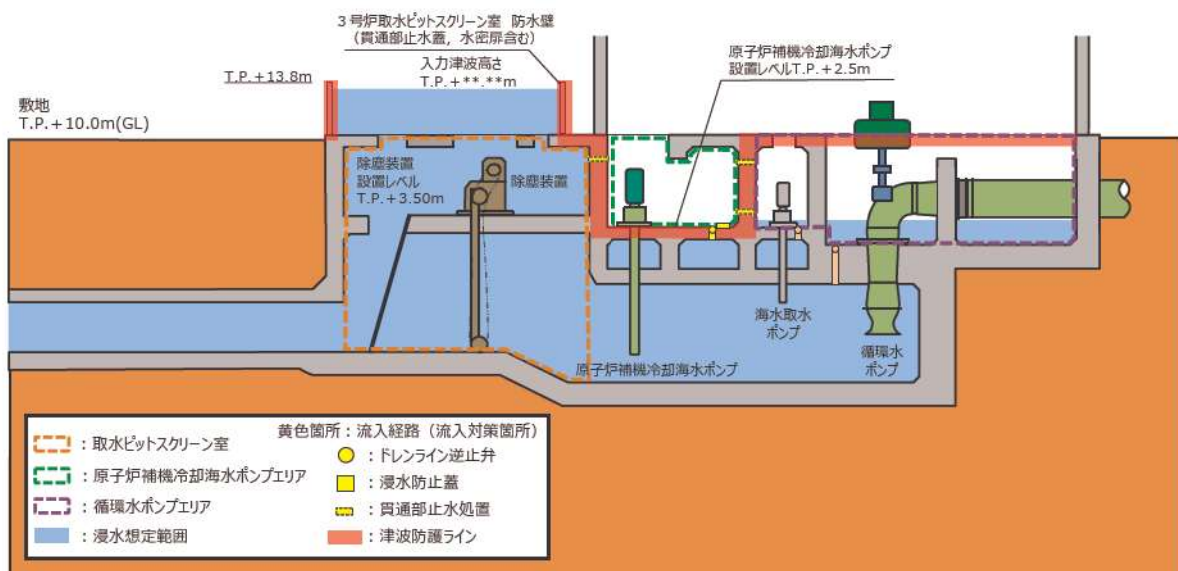 3号炉取水ピットスクリーン室 防水壁
(貫通部止水蓋,水密扉含む)
T.P.+13.8m
入力津波高さ
T.P.+**.**m
原子炉補機冷却海水ポンプ
設置レベルT.P.+2.5m
敷地
T.P.+10.0m(GL)
除塵装置
設置レベル
T.P.+3.50m
除塵装置
海水取水
ポンプ
循環水
ポンプ
原子炉補機冷却海水ポンプ
:取水ピットスクリーン室
:原子炉補機冷却海水ポンプエリア
:循環水ポンプエリア
:浸水想定範囲
黄色箇所:流入経路(流入対策箇所)
:ドレンライン逆止弁
:浸水防止蓋
:貫通部止水処置
:津波防護ライン